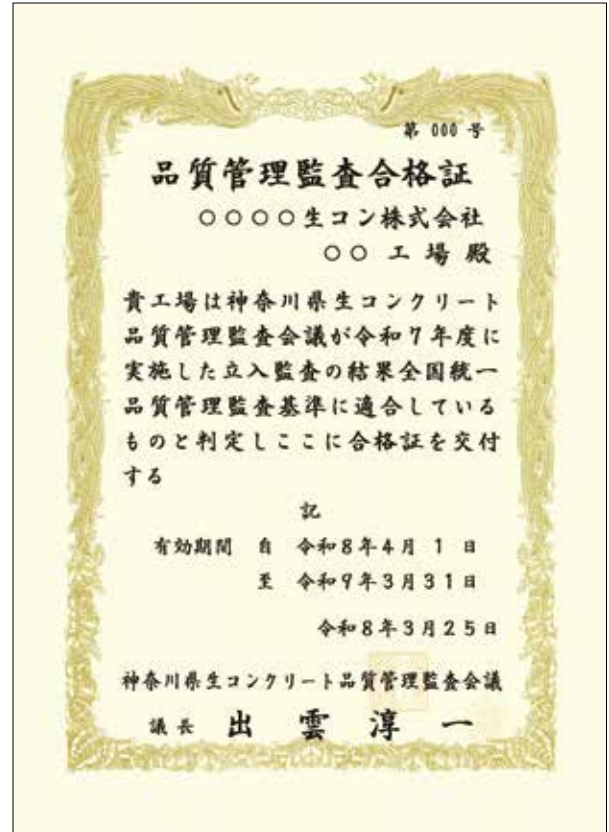 第 000 号
品質管理監査合格証
○○○○生コン株式会社
○○ 工 場 殿
貴工場は神奈川県生コンクリート
品質管理監査会議が令和7年度に
実施した立入監査の結果全国統一
品質管理監査基準に適合している
ものと判定しここに合格証を交付
する
記
有効期間 自 令和8年4月 1 日
至 令和9年3月31日
令和8年3月25日
神奈川県生コンクリート品質管理監査会議
議長 出 雲 淳 一